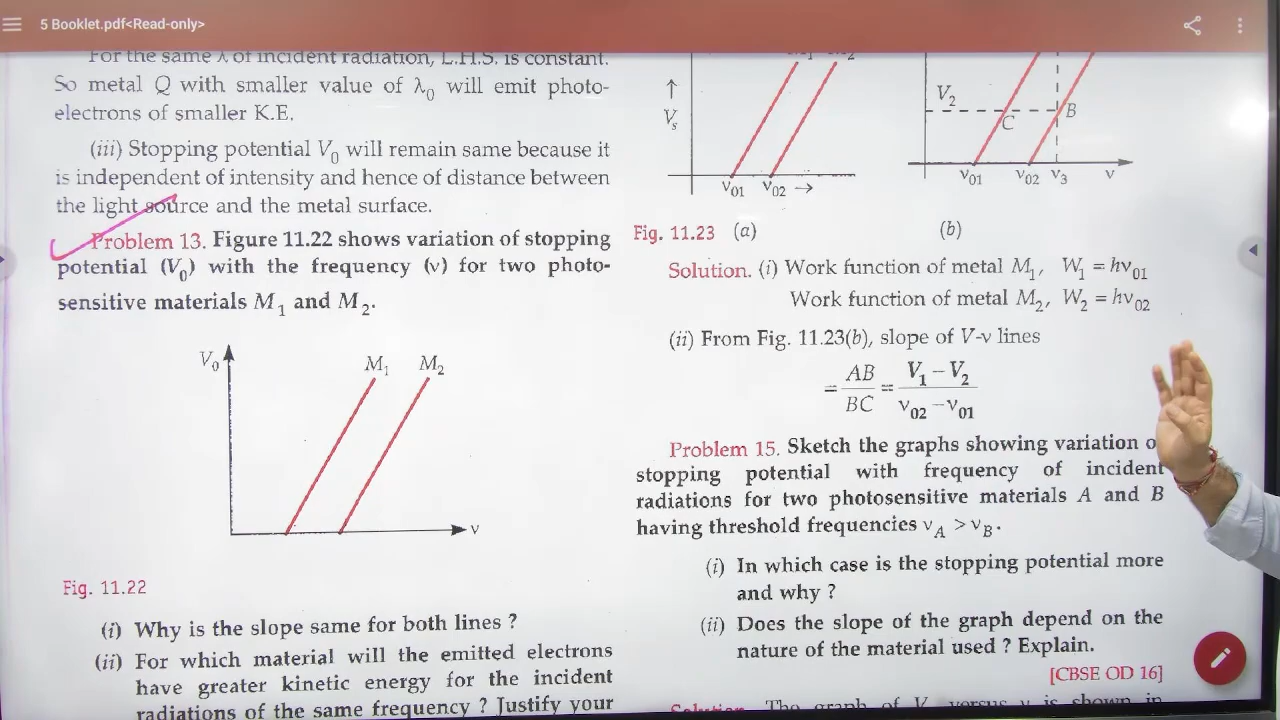 5 Booklet.pdf<Read-only>
For the same λ of incident radiation, L.H.S. is constant.
So metal Q with smaller value of λ₀ will emit photo-
electrons of smaller K.E.
(iii) Stopping potential V₀ will remain same because it
is independent of intensity and hence of distance between
the light source and the metal surface.
Problem 13. Figure 11.22 shows variation of stopping
potential (V₀) with the frequency (ν) for two photo-
sensitive materials M₁ and M₂.
V₀
M₁ M₂
ν
Fig. 11.22
(i) Why is the slope same for both lines ?
(ii) For which material will the emitted electrons
have greater kinetic energy for the incident
radiations of the same frequency ? Justify your
↑
Vₛ
ν₀₁ ν₀₂ →
V₂
C
B
ν₀₁ ν₀₂ ν₃ ν
Fig. 11.23 (a) (b)
Solution. (i) Work function of metal M₁, W₁ = hν₀₁
Work function of metal M₂, W₂ = hν₀₂
(ii) From Fig. 11.23(b), slope of V-ν lines
= AB/BC = V₁ – V₂/ν₀₂ – ν₀₁
Problem 15. Sketch the graphs showing variation o
stopping potential with frequency of incident
radiations for two photosensitive materials A and B
having threshold frequencies ν_A > ν_B.
(i) In which case is the stopping potential more
and why ?
(ii) Does the slope of the graph depend on the
nature of the material used ? Explain.
[CBSE OD 16]
Solution. The graph of V versus ν is shown in